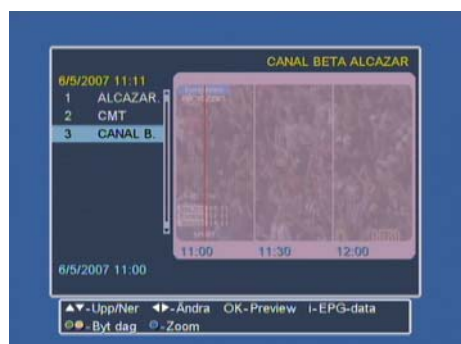 CANAL BETA ALCAZAR
6/5/2007 11:11
1 ALCAZAR.
2 CMT
3 CANAL B.
11:00 11:30 12:00
6/5/2007 11:00
▲▼-Upp/Ner ◀▶-Ändra OK-Preview i-EPG-data
-Byt dag -Zoom